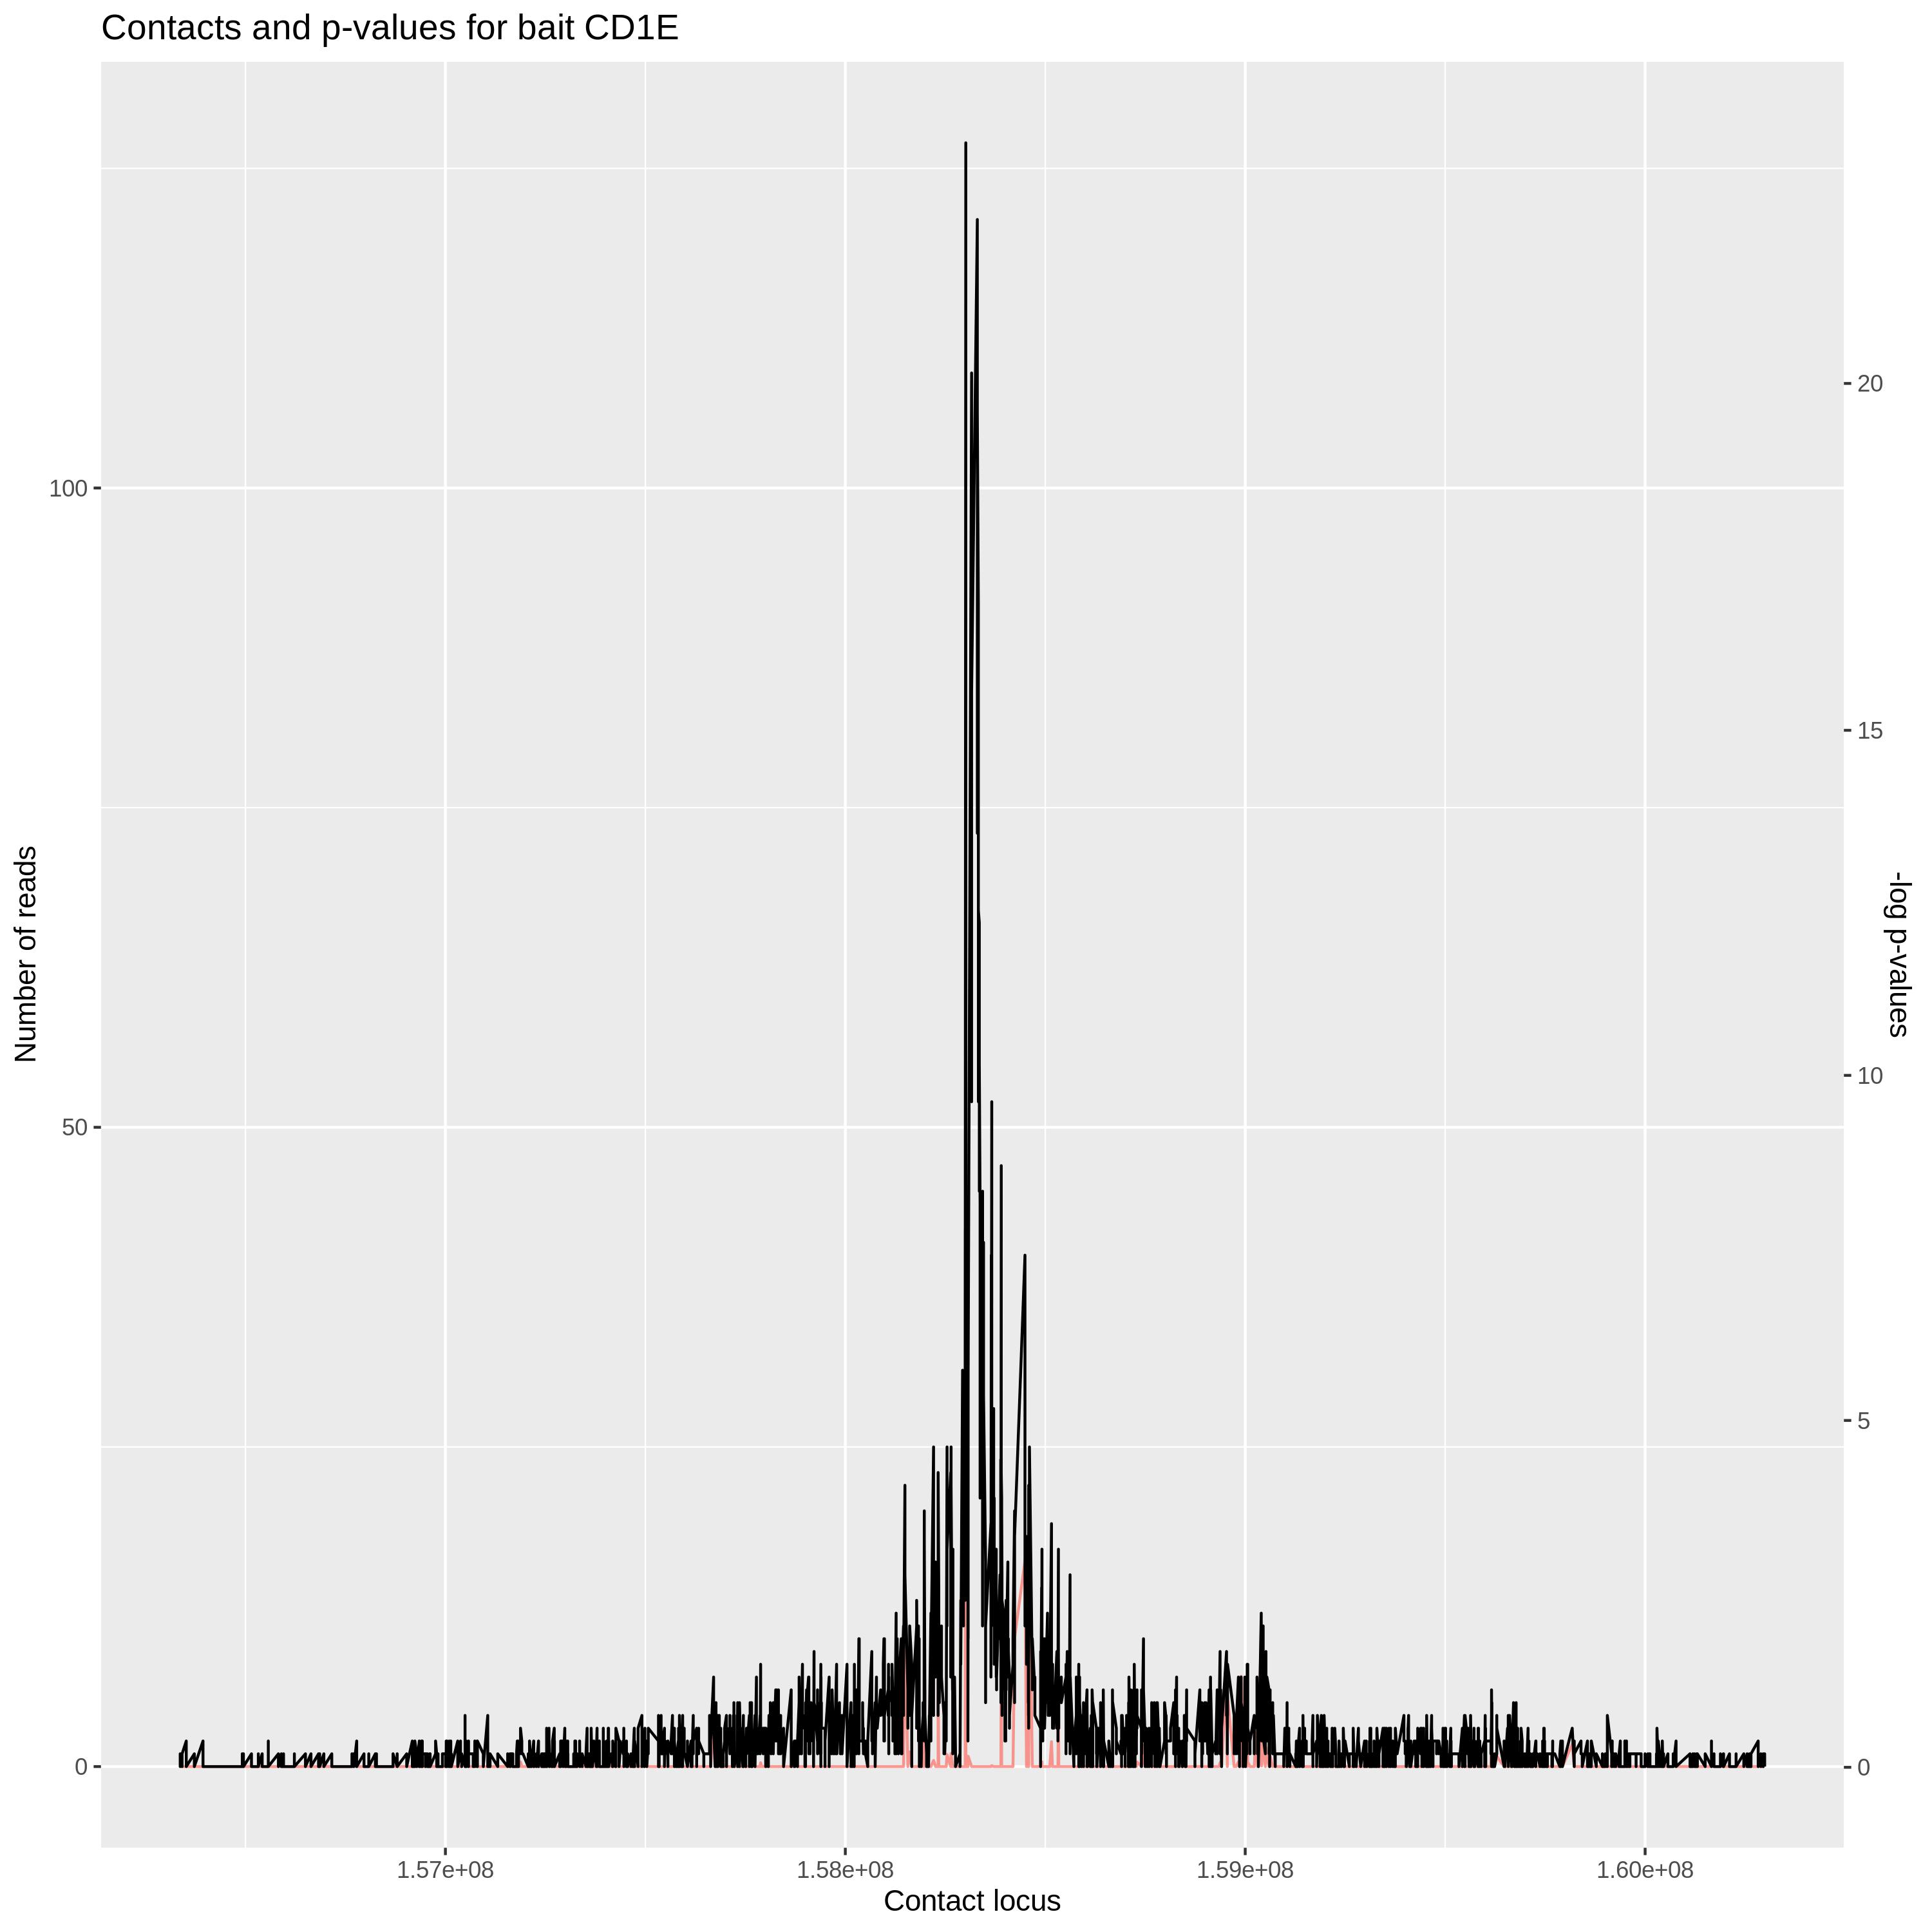 Contacts and p-values for bait CD1E
Number of reads
100
50
0
20
15
10
5
0
-log p-values
1.57e+08 1.58e+08 1.59e+08 1.60e+08
Contact locus